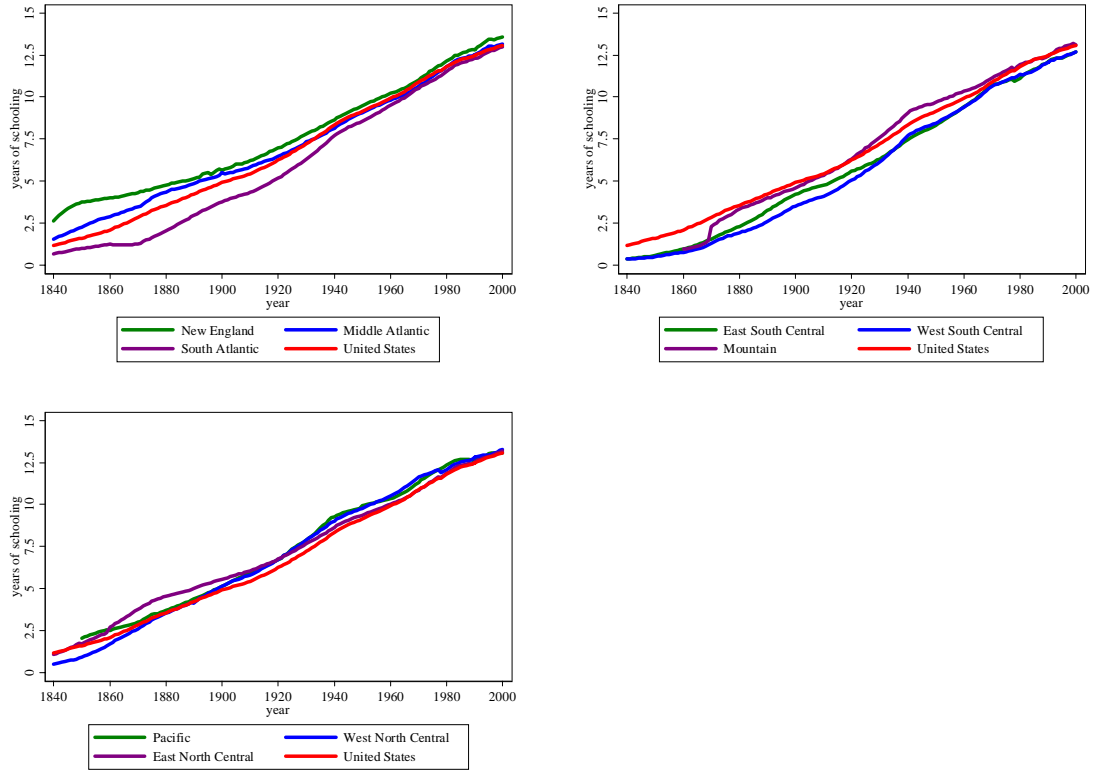 years of schooling
15
12.5
10
7.5
5
2.5
0
1840 1860 1880 1900 1920 1940 1960 1980 2000
year
New England Middle Atlantic
South Atlantic United States
years of schooling
15
12.5
10
7.5
5
2.5
0
1840 1860 1880 1900 1920 1940 1960 1980 2000
year
East South Central West South Central
Mountain United States
years of schooling
15
12.5
10
7.5
5
2.5
0
1840 1860 1880 1900 1920 1940 1960 1980 2000
year
Pacific West North Central
East North Central United States